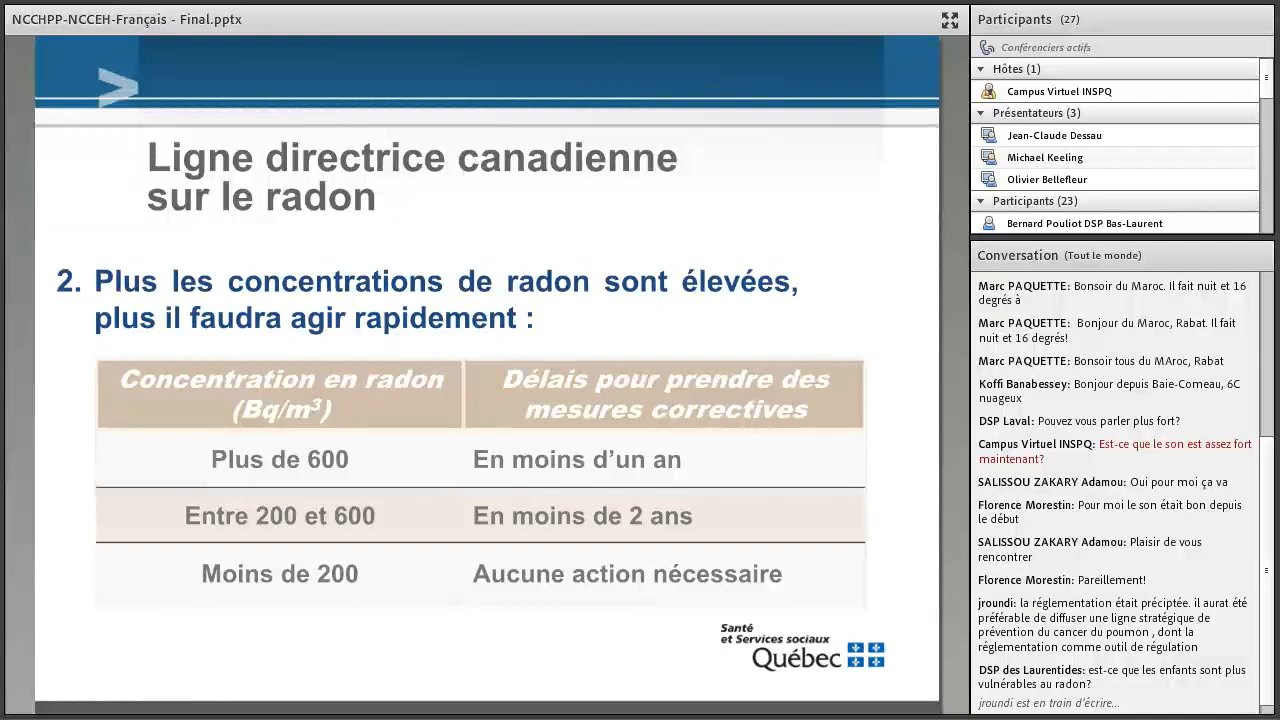 NCCHPP-NCCEH-Français - Final.pptx
Ligne directrice canadienne
sur le radon
2. Plus les concentrations de radon sont élevées,
plus il faudra agir rapidement :
Concentration en radon
(Bq/m³)
Délais pour prendre des
mesures correctives
Plus de 600
En moins d’un an
Entre 200 et 600
En moins de 2 ans
Moins de 200
Aucune action nécessaire
Santé
et Services sociaux
Québec
Participants (27)
Conférenciers actifs
Hôtes (1)
Campus Virtuel INSPQ
Présentateurs (3)
Jean-Claude Dessau
Michael Keeling
Olivier Bellefleur
Participants (23)
Bernard Pouliot DSP Bas-Laurent
Conversation (Tout le monde)
Marc PAQUETTE: Bonsoir du Maroc. Il fait nuit et 16
degrés à
Marc PAQUETTE: Bonjour du Maroc, Rabat. Il fait
nuit et 16 degrés!
Marc PAQUETTE: Bonsoir tous du MAroc, Rabat
Koffi Banabessey: Bonjour depuis Baie-Comeau, 6C
nuageux
DSP Laval: Pouvez vous parler plus fort?
Campus Virtuel INSPQ: Est-ce que le son est assez fort
maintenant?
SALISSOU ZAKARY Adamou: Oui pour moi ça va
Florence Morestin: Pour moi le son était bon depuis
le début
SALISSOU ZAKARY Adamou: Plaisir de vous
rencontrer
Florence Morestin: Pareillement!
jroundi: la réglementation était préciptée. il aurat été
préférable de diffuser une ligne stratégique de
prévention du cancer du poumon , dont la
réglementation comme outil de régulation
DSP des Laurentides: est-ce que les enfants sont plus
vulnérables au radon?
jroundi est en train d'écrire...